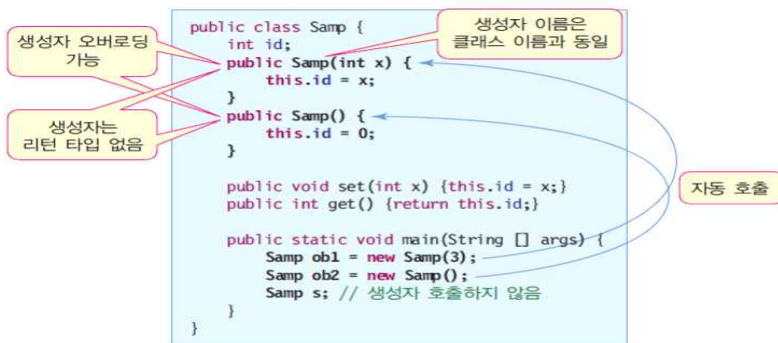 생성자 오버로딩
가능
생성자는
리턴 타입 없음
생성자 이름은
클래스 이름과 동일
자동 호출
public class Samp {
int id;
public Samp(int x) {
this.id = x;
}
public Samp() {
this.id = 0;
}
public void set(int x) {this.id = x;}
public int get() {return this.id;}
public static void main(String [] args) {
Samp ob1 = new Samp(3);
Samp ob2 = new Samp();
Samp s; // 생성자 호출하지 않음
}
}